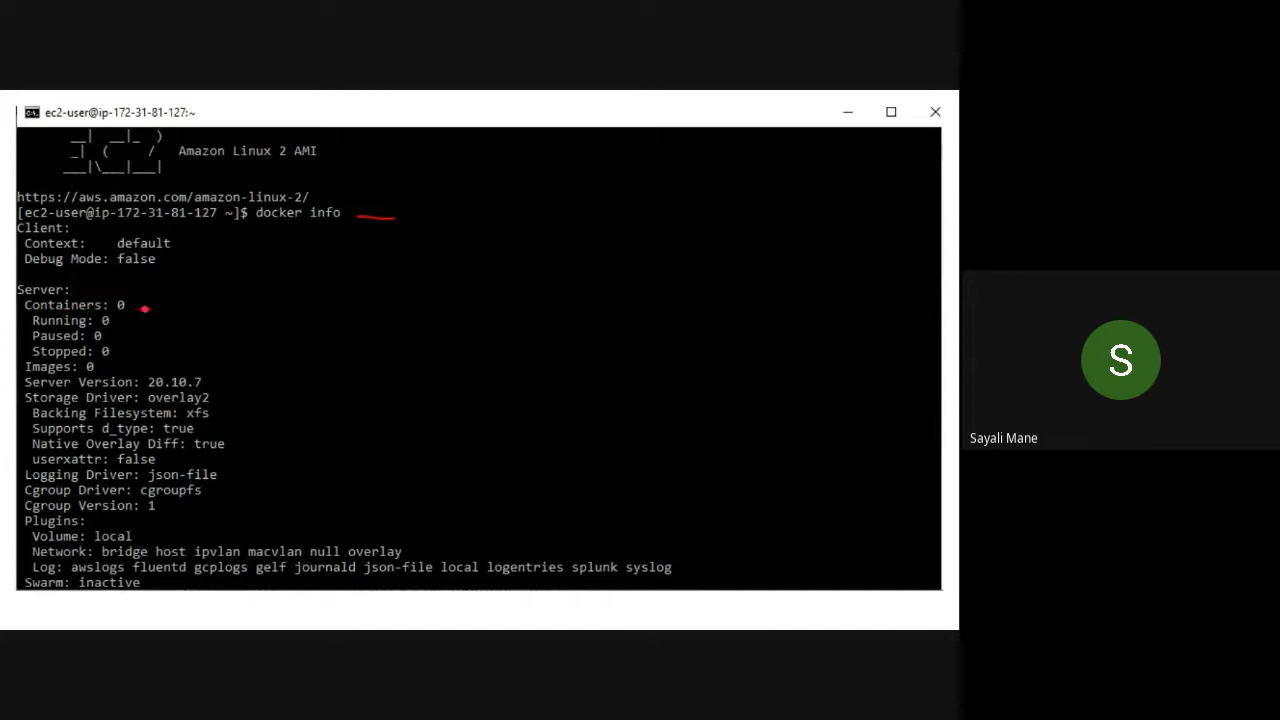 ec2-user@ip-172-31-81-127:~
__| __|_ )
_| ( / Amazon Linux 2 AMI
___|\___|___|
https://aws.amazon.com/amazon-linux-2/
[ec2-user@ip-172-31-81-127 ~]$ docker info
Client:
Context: default
Debug Mode: false
Server:
Containers: 0
Running: 0
Paused: 0
Stopped: 0
Images: 0
Server Version: 20.10.7
Storage Driver: overlay2
Backing Filesystem: xfs
Supports d_type: true
Native Overlay Diff: true
userxattr: false
Logging Driver: json-file
Cgroup Driver: cgroupfs
Cgroup Version: 1
Plugins:
Volume: local
Network: bridge host ipvlan macvlan null overlay
Log: awslogs fluentd gcplogs gelf journald json-file local logentries splunk syslog
Swarm: inactive
S
Sayali Mane